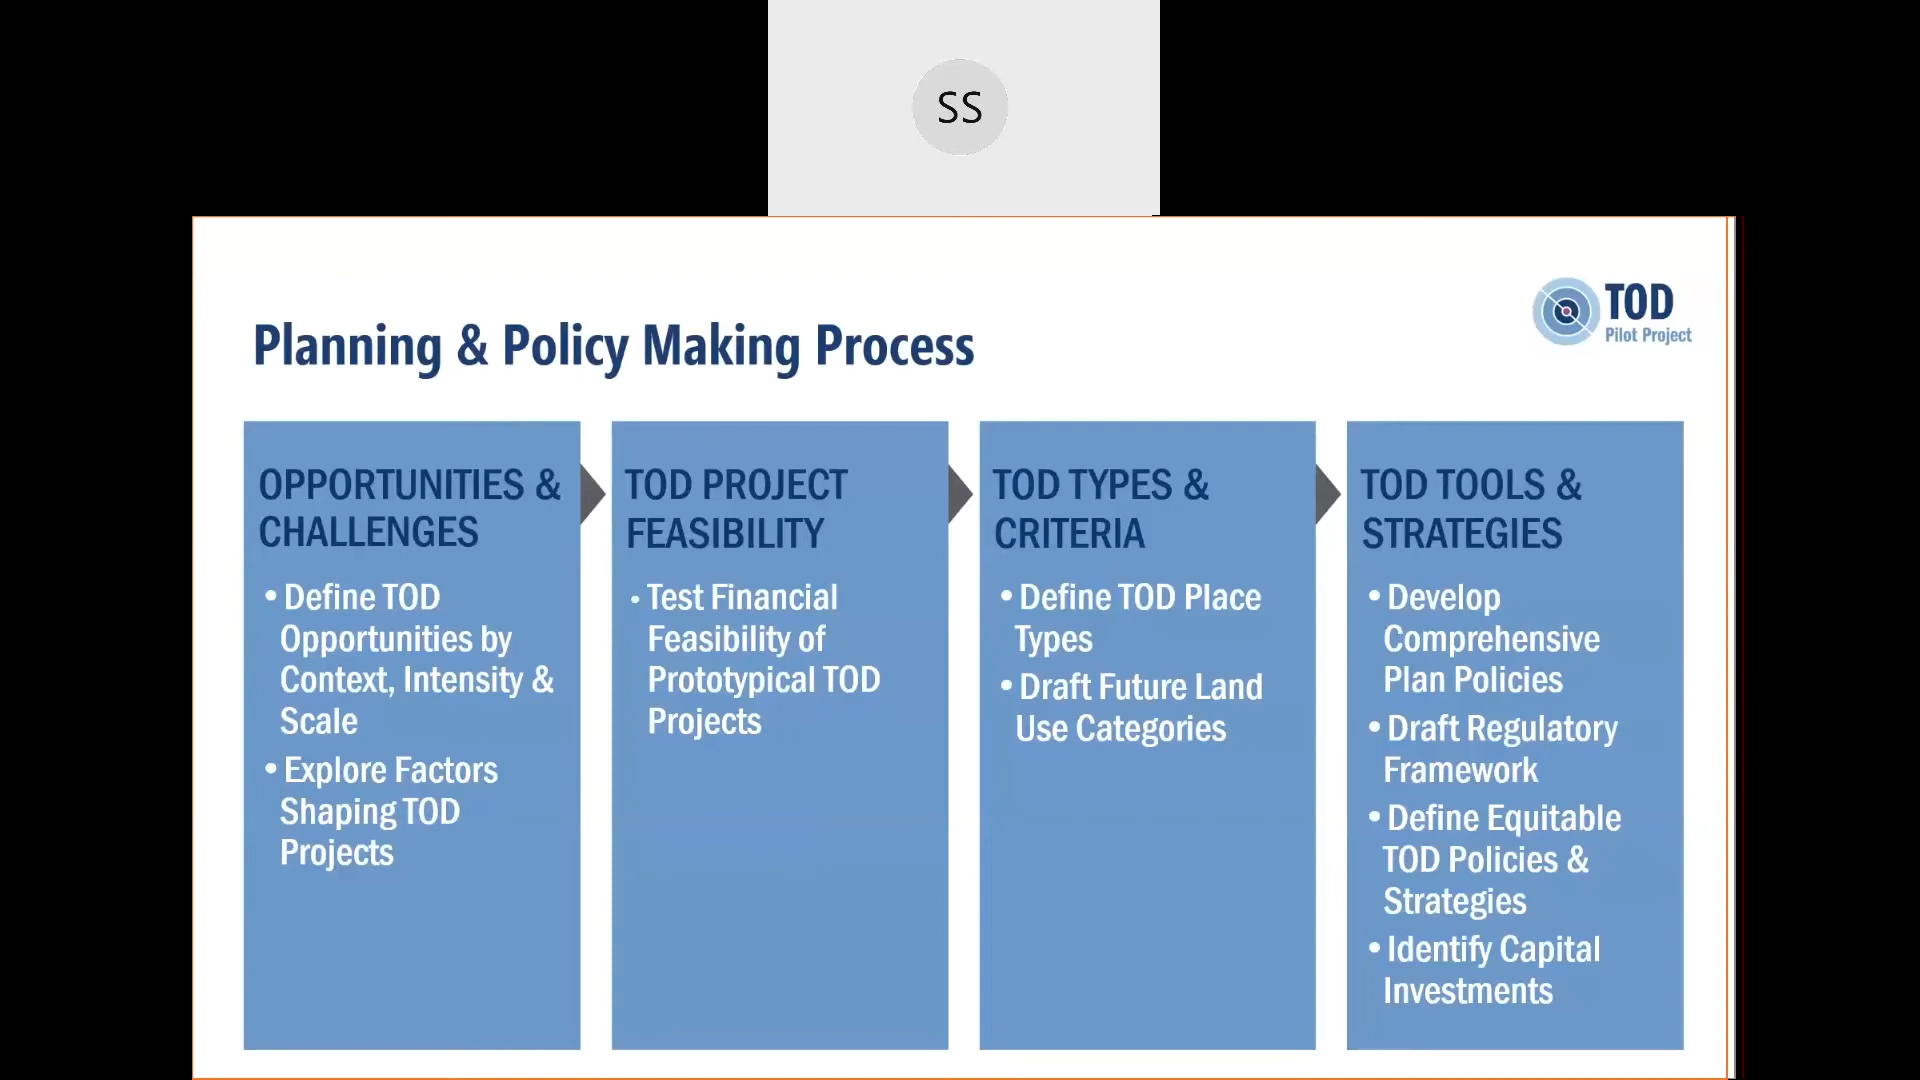 SS
TOD
Pilot Project
Planning & Policy Making Process
OPPORTUNITIES &
CHALLENGES
• Define TOD
Opportunities by
Context, Intensity &
Scale
• Explore Factors
Shaping TOD
Projects
TOD PROJECT
FEASIBILITY
• Test Financial
Feasibility of
Prototypical TOD
Projects
TOD TYPES &
CRITERIA
• Define TOD Place
Types
• Draft Future Land
Use Categories
TOD TOOLS &
STRATEGIES
• Develop
Comprehensive
Plan Policies
• Draft Regulatory
Framework
• Define Equitable
TOD Policies &
Strategies
• Identify Capital
Investments